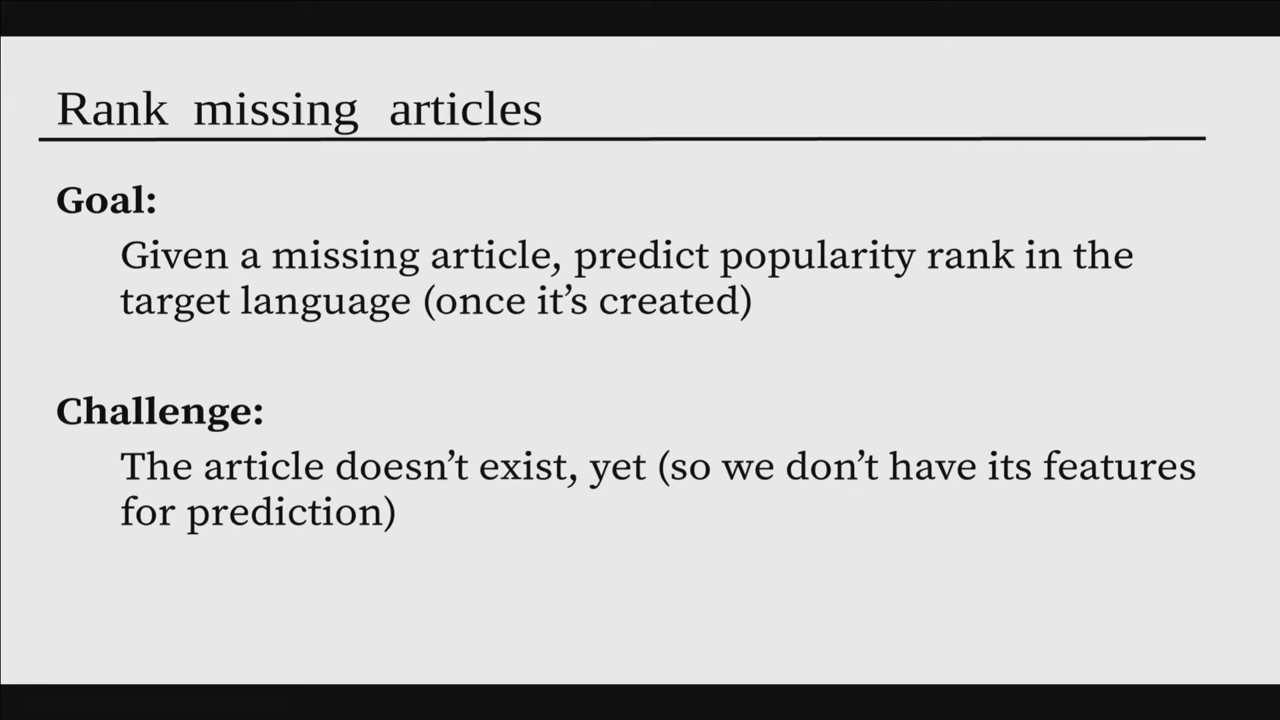 Rank missing articles
Goal:
Given a missing article, predict popularity rank in the
target language (once it’s created)
Challenge:
The article doesn’t exist, yet (so we don’t have its features
for prediction)